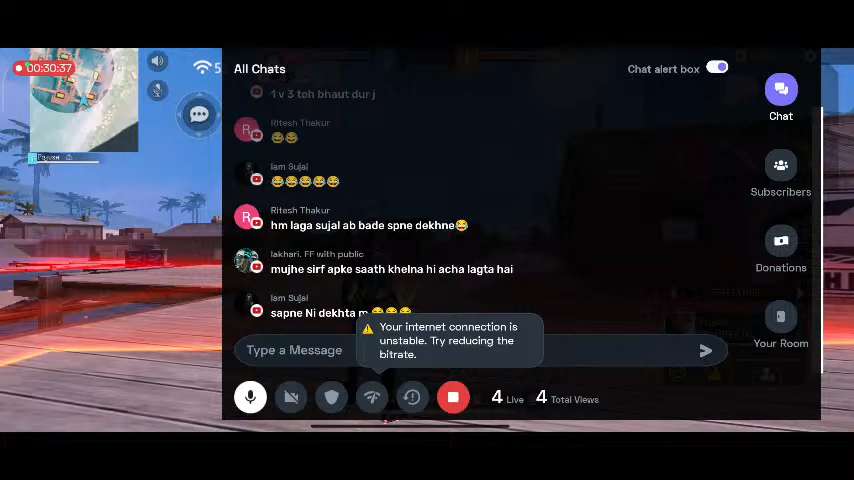 00:30:37
5
All Chats
Chat alert box
1 v 3 toh bhaut dur j
Chat
Ritesh Thakur
😂😂
Iam Sujal
😂😂😂😂😂
Subscribers
Ritesh Thakur
hm laga sujal ab bade spne dekhne😂
lakhari. FF with public
mujhe sirf apke saath khelna hi acha lagta hai
Donations
Iam Sujal
sapne Ni dekhta m 😂😂😂
Your internet connection is
unstable. Try reducing the
bitrate.
Type a Message
Your Room
4 Live 4 Total Views